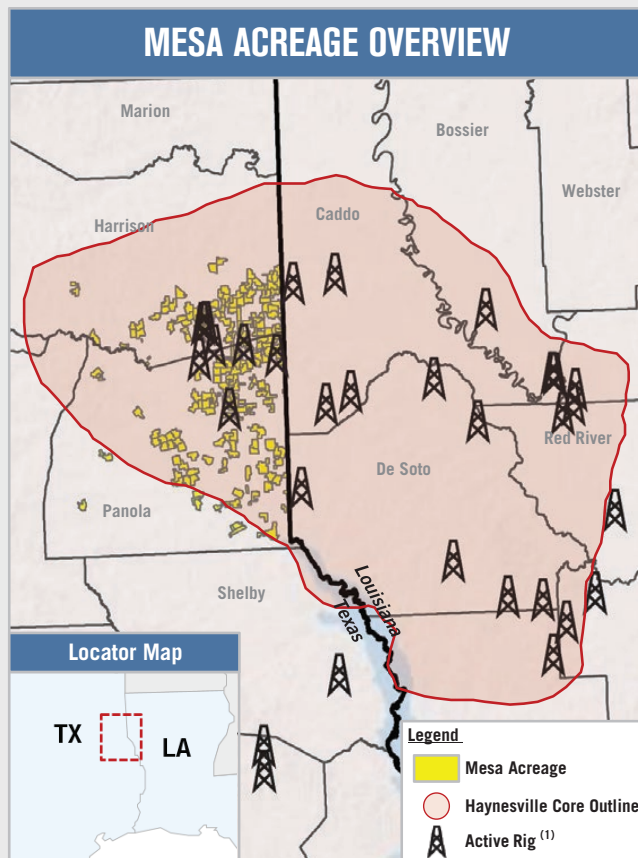 MESA ACREAGE OVERVIEW
Marion
Bossier
Webster
Harrison
Caddo
Red River
De Soto
Panola
Shelby
Louisiana
Texas
Locator Map
TX
LA
Legend
Mesa Acreage
Haynesville Core Outline
Active Rig (1)